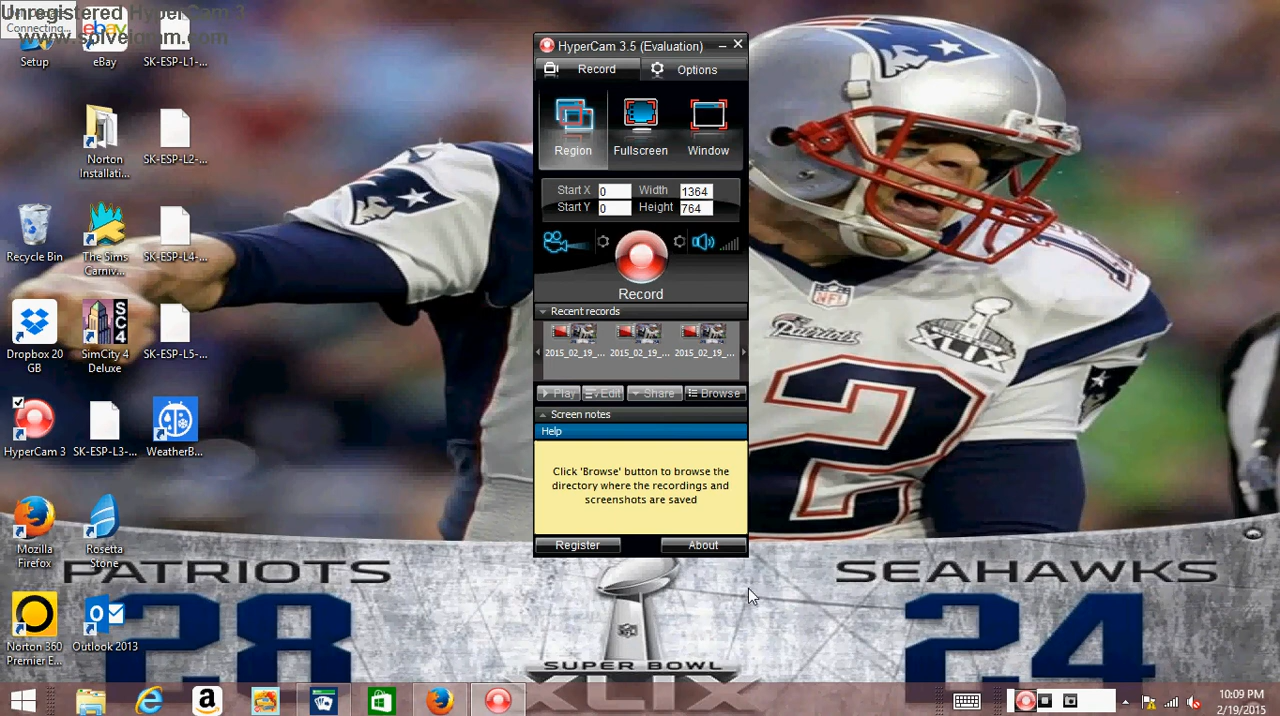 Unregistered HyperCam 3
Connecting...
www.solveigmm.com
Setup
eBay
SK-ESP-L1-...
Norton
Installati...
SK-ESP-L2-...
Recycle Bin
The Sims
Carniv...
SK-ESP-L4-...
Dropbox 20
GB
SimCity 4
Deluxe
SK-ESP-L5-...
HyperCam 3
SK-ESP-L3-...
WeatherB...
Mozilla
Firefox
Rosetta
Stone
Norton 360
Premier E...
Outlook 2013
HyperCam 3.5 (Evaluation)
Record
Options
Region
Fullscreen
Window
Start X 0 Width 1364
Start Y 0 Height 764
Record
Recent records
2015_02_19_...
2015_02_19_...
2015_02_19_...
Play
Edit
Share
Browse
Screen notes
Help
Click 'Browse' button to browse the
directory where the recordings and
screenshots are saved
Register
About
NFL
Patriots
XLIX
12
PATRIOTS
28
SEAHAWKS
24
SUPER BOWL
XLIX
10:09 PM
2/19/2015